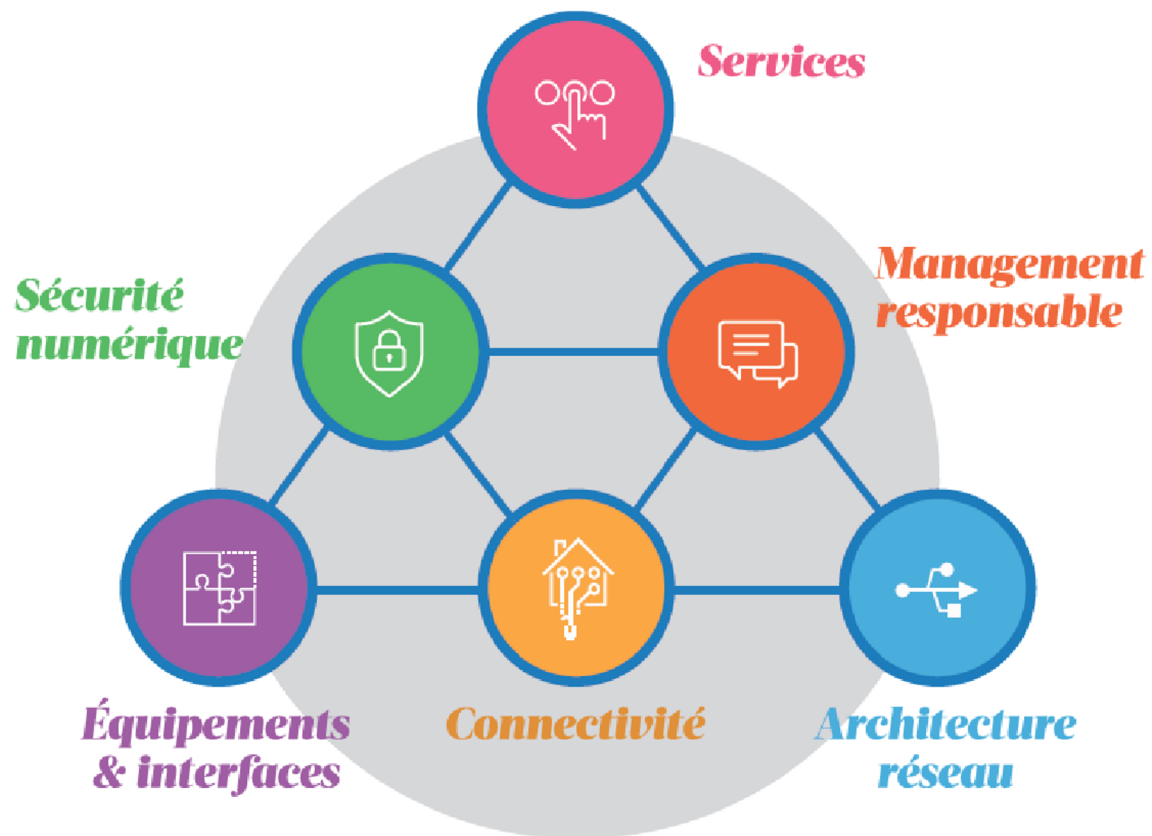 Services
Management
responsable
Sécurité
numérique
Équipements
& interfaces
Connectivité
Architecture
réseau